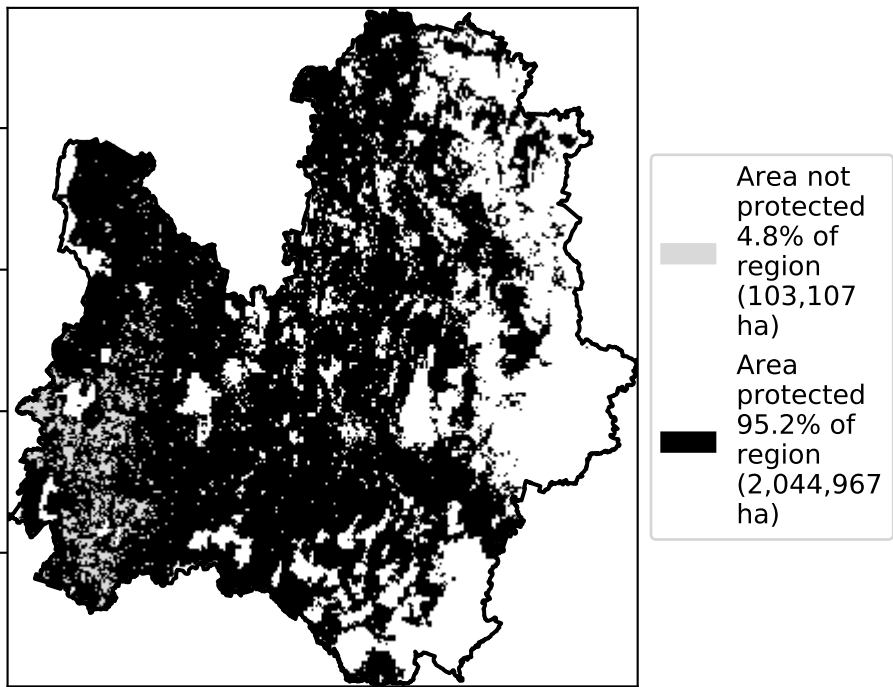 Area not
protected
4.8% of
region
(103,107
ha)
Area
protected
95.2% of
region
(2,044,967
ha)